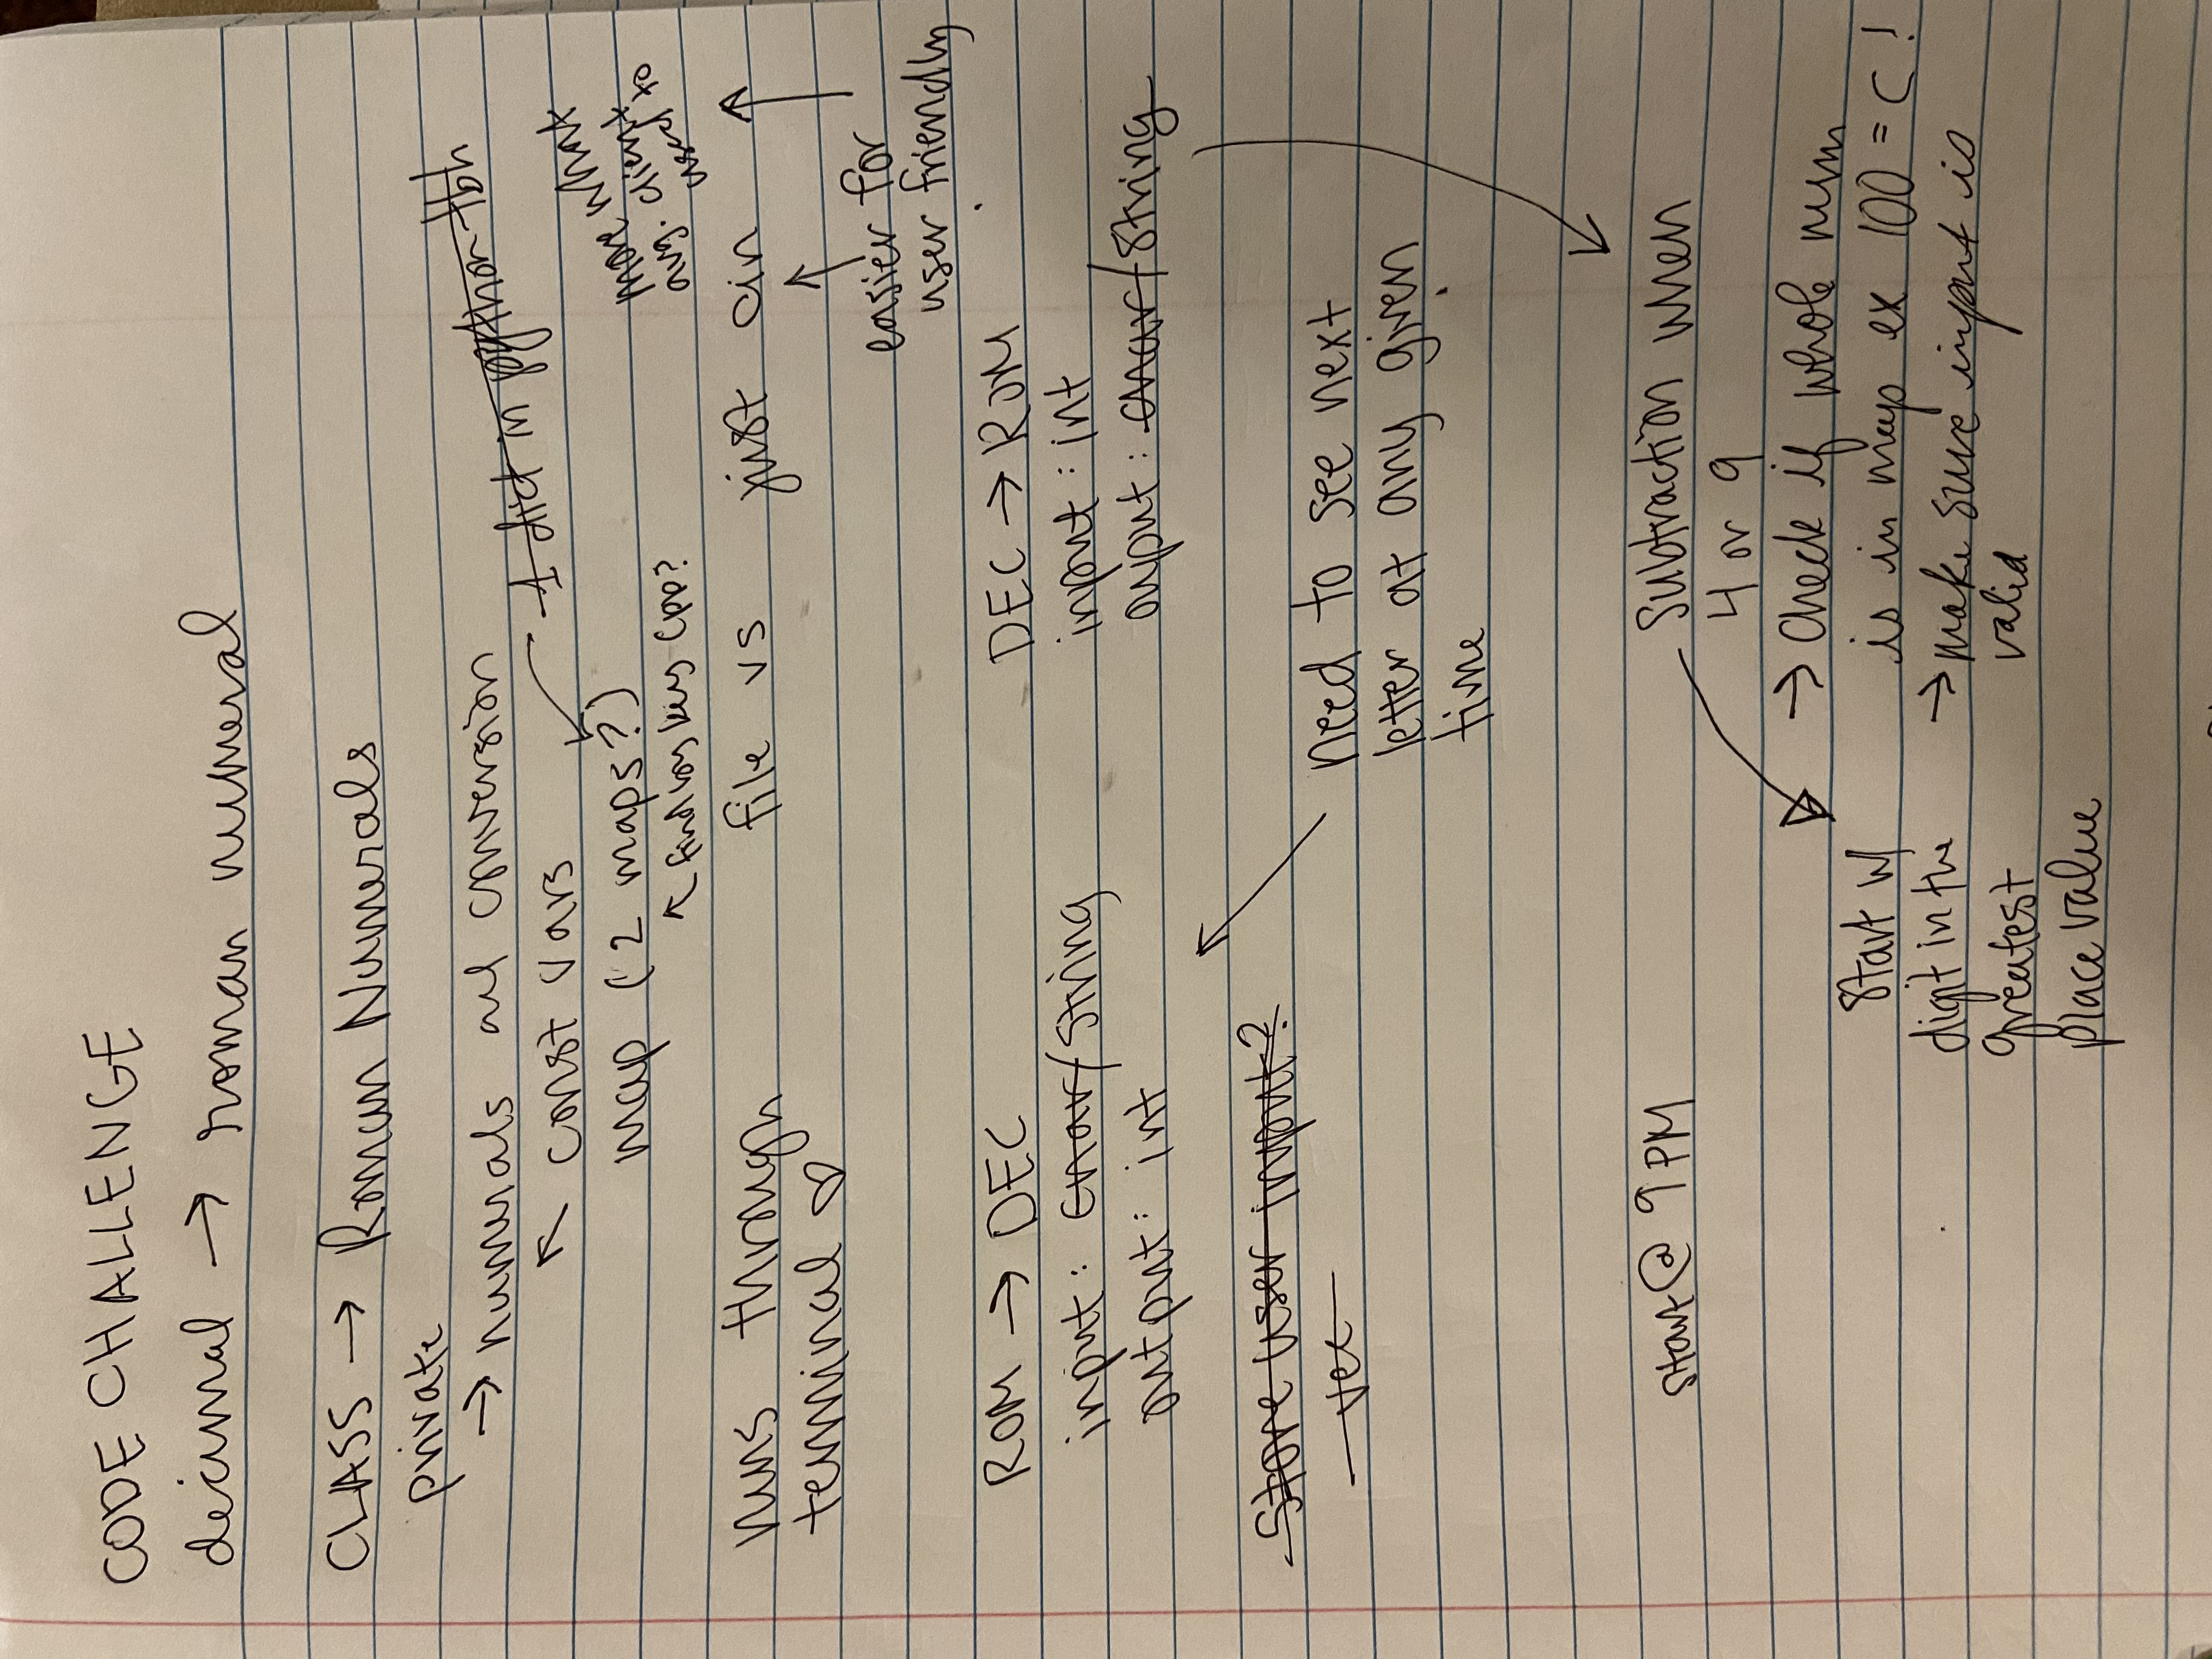 CODE CHALLENGE
decimal → roman numeral
CLASS → Roman Numerals
private
→ numerals and conversion
↖ const vars
1 dict in python tbh
map (2 maps?)
↖ find by key Cpp?
more what
avg. client
used to
runs through
terminal ♡
file vs just cin
easier for
user friendly
ROM → DEC
input: char/string
output: int
DEC → ROM
input: int
ouput: char/string
Store user input?
vec
need to see next
letter at any given
time
start @ 9 PM
subtraction when
4 or 9
→ check if whole num
is in map ex 100 = C!
→ make sure input is
valid
start w/
digit in the
greatest
place value